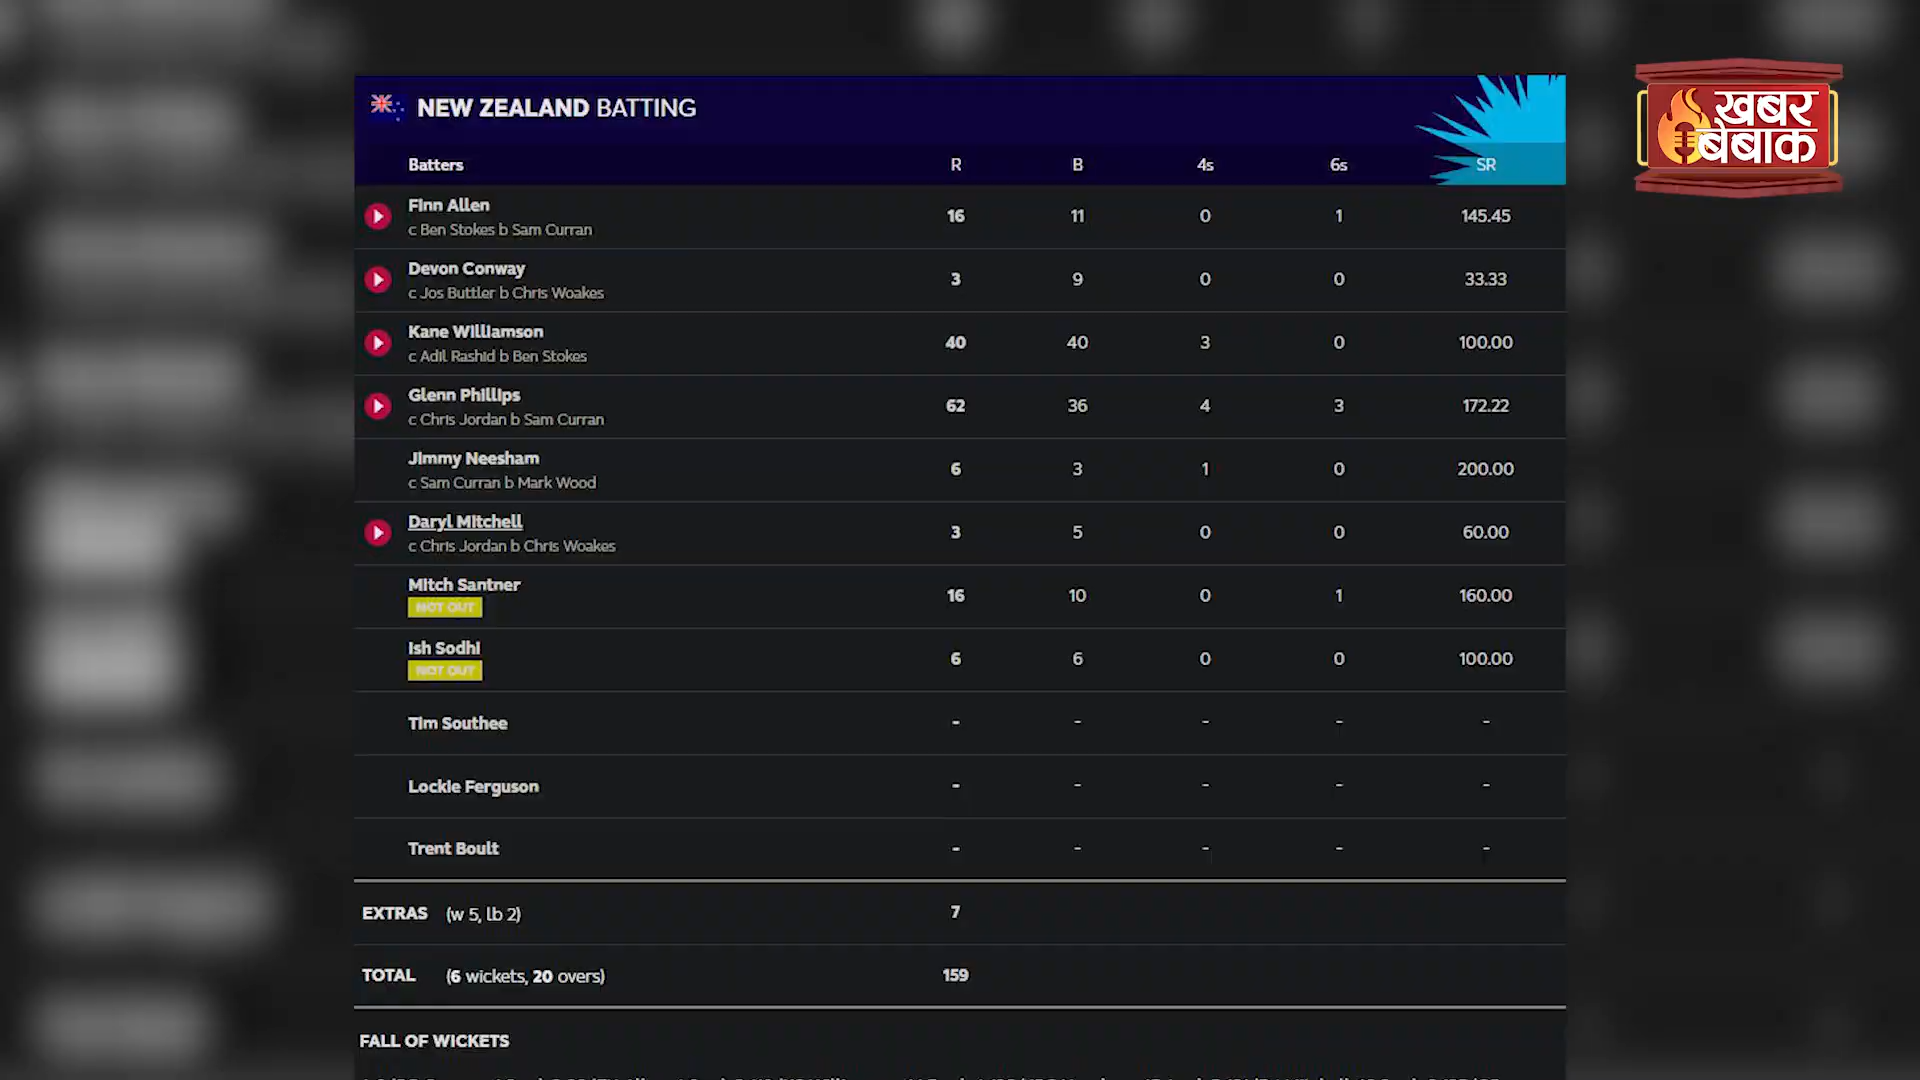 NEW ZEALAND BATTING
Batters R B 4s 6s SR
Finn Allen 16 11 0 1 145.45
c Ben Stokes b Sam Curran
Devon Conway 3 9 0 0 33.33
c Jos Buttler b Chris Woakes
Kane Williamson 40 40 3 0 100.00
c Adil Rashid b Ben Stokes
Glenn Phillips 62 36 4 3 172.22
c Chris Jordan b Sam Curran
Jimmy Neesham 6 3 1 0 200.00
c Sam Curran b Mark Wood
Daryl Mitchell 3 5 0 0 60.00
c Chris Jordan b Chris Woakes
Mitch Santner 16 10 0 1 160.00
NOT OUT
Ish Sodhi 6 6 0 0 100.00
NOT OUT
Tim Southee - - - - -
Lockie Ferguson - - - - -
Trent Boult - - - - -
EXTRAS (w 5, lb 2) 7
TOTAL (6 wickets, 20 overs) 159
FALL OF WICKETS
ख़बर
बेबाक